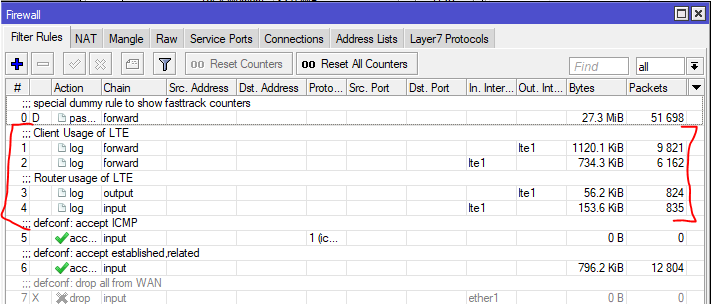 Firewall
Filter Rules NAT Mangle Raw Service Ports Connections Address Lists Layer7 Protocols
00 Reset Counters 00 Reset All Counters Find all
# Action Chain Src. Address Dst. Address Proto... Src. Port Dst. Port In. Inter... Out. Int... Bytes Packets
;;; special dummy rule to show fasttrack counters
0 D pas... forward 27.3 MiB 51 698
;;; Client Usage of LTE
1 log forward lte1 1120.1 KiB 9 821
2 log forward lte1 734.3 KiB 6 162
;;; Router usage of LTE
3 log output lte1 56.2 KiB 824
4 log input lte1 153.6 KiB 835
;;; defconf: accept ICMP
5 acc... input 1 (ic... 0 B 0
;;; defconf: accept established,related
6 acc... input 796.2 KiB 12 804
;;; defconf: drop all from WAN
7 X drop input ether1 0 B 0